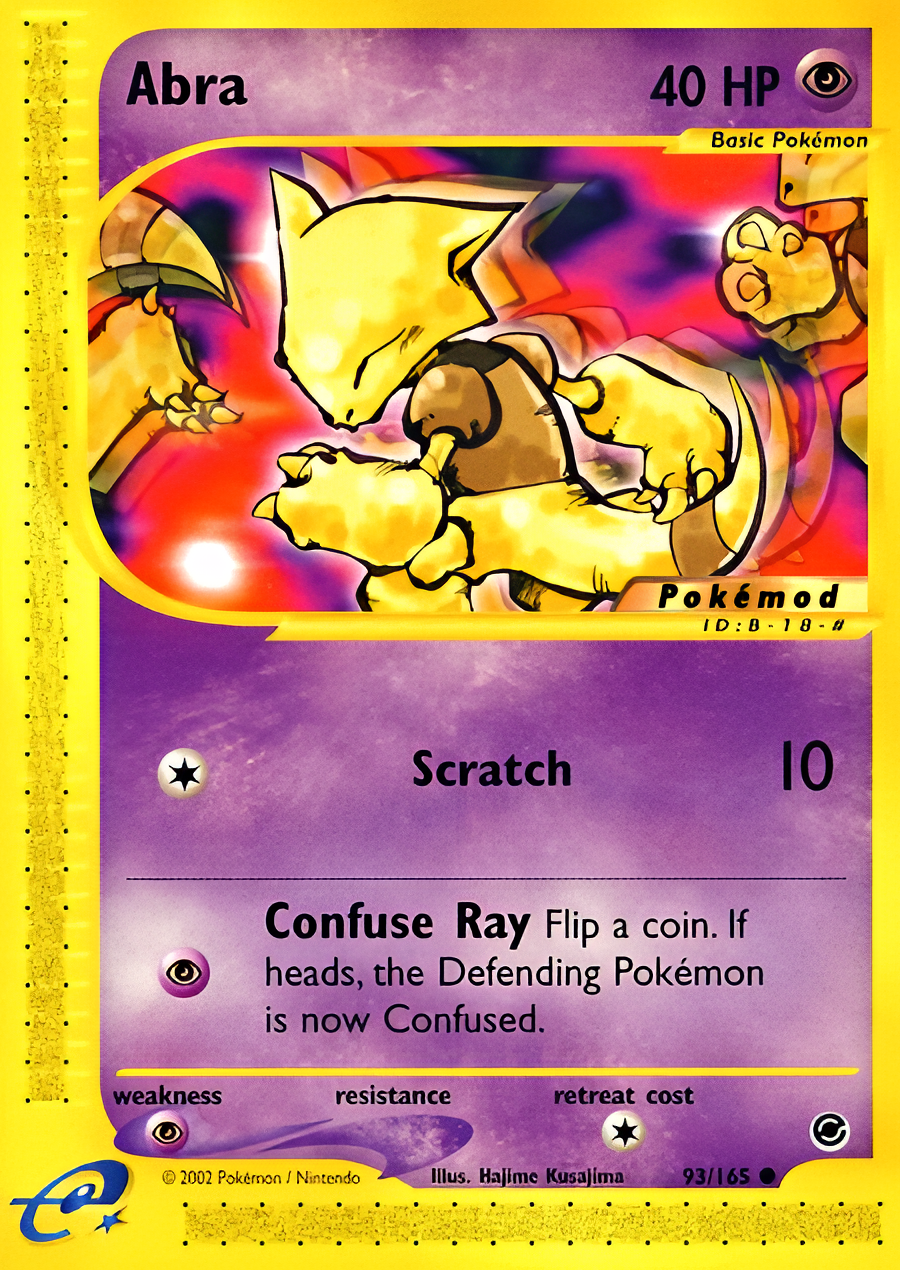 Abra 40 HP
Basic Pokémon
Pokémod
ID:B-18-#
Scratch 10
Confuse Ray Flip a coin. If
heads, the Defending Pokémon
is now Confused.
weakness resistance retreat cost
© 2002 Pokémon / Nintendo Illus. Hajime Kusajima 93/165